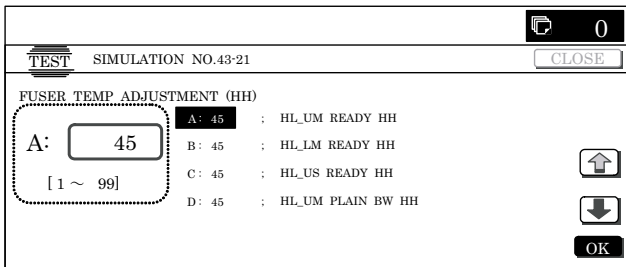 0
TEST SIMULATION NO.43-21 CLOSE
FUSER TEMP ADJUSTMENT (HH)
A: 45
[ 1 ～ 99]
A: 45 ; HL_UM READY HH
B: 45 ; HL_LM READY HH
C: 45 ; HL_US READY HH
D: 45 ; HL_UM PLAIN BW HH
OK